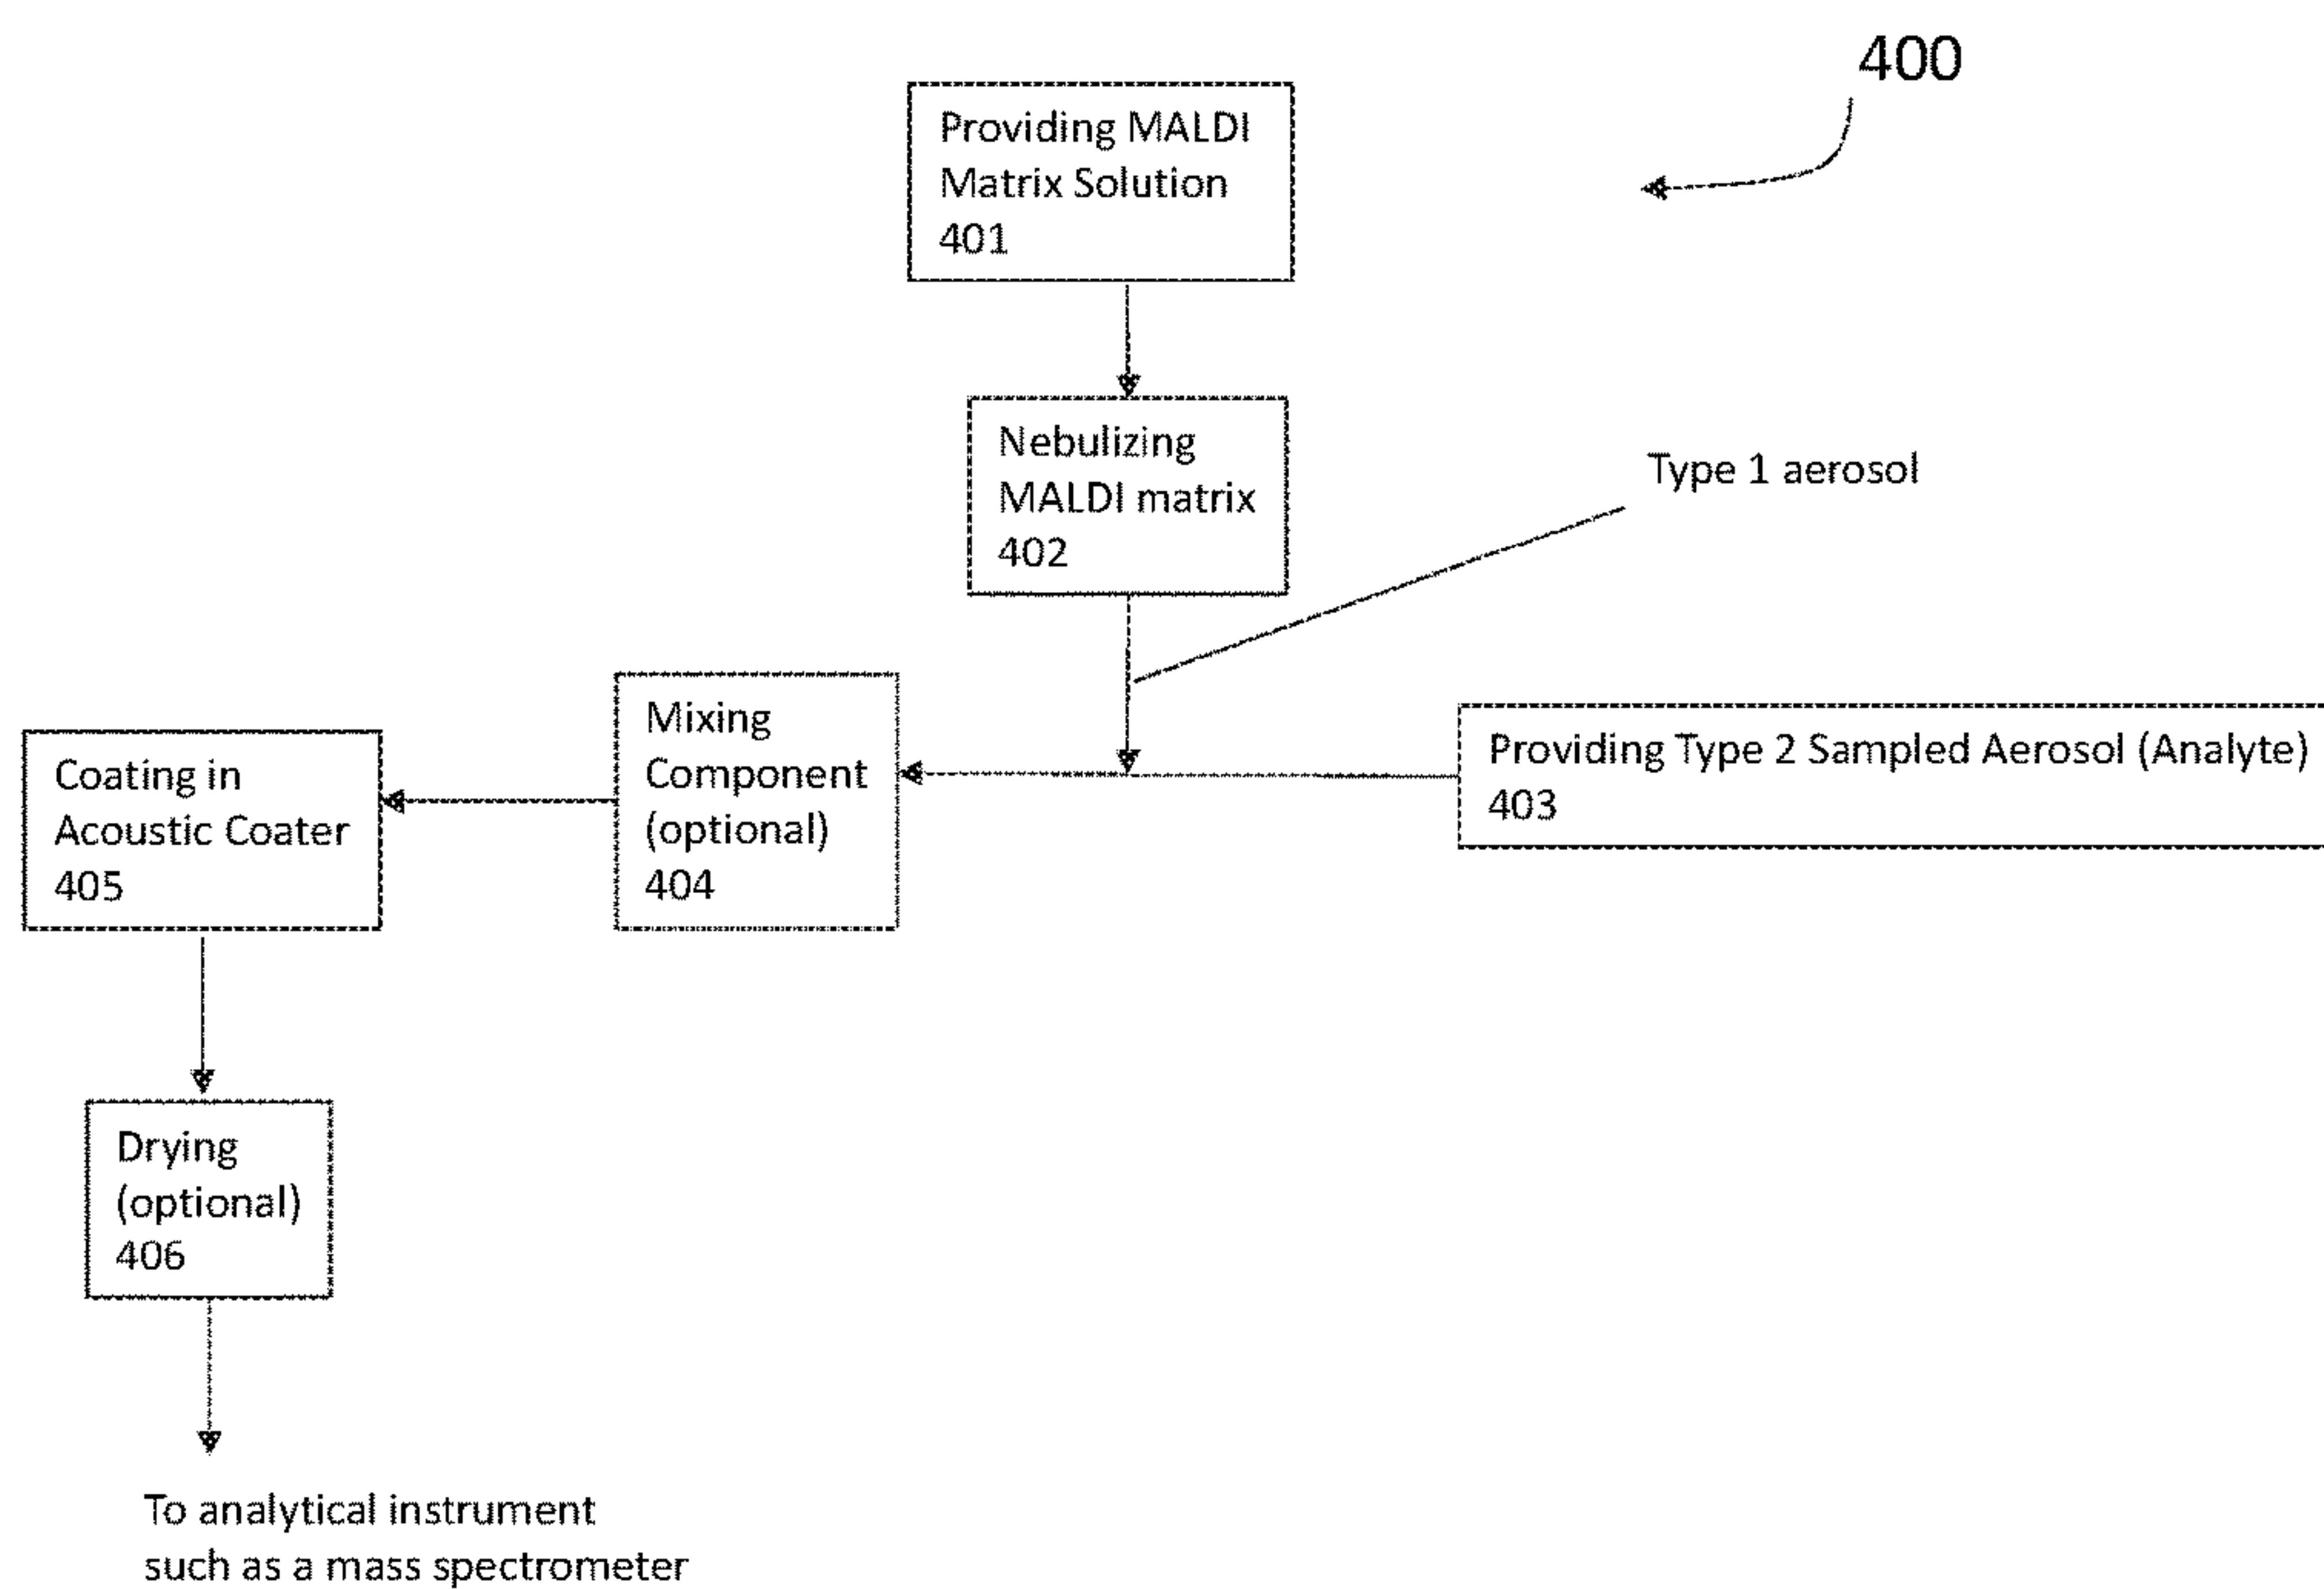 400
Providing MALDI
Matrix Solution
401
Nebulizing
MALDI matrix
402
Type 1 aerosol
Providing Type 2 Sampled Aerosol (Analyte)
403
Mixing
Component
(optional)
404
Coating in
Acoustic Coater
405
Drying
(optional)
406
To analytical instrument
such as a mass spectrometer